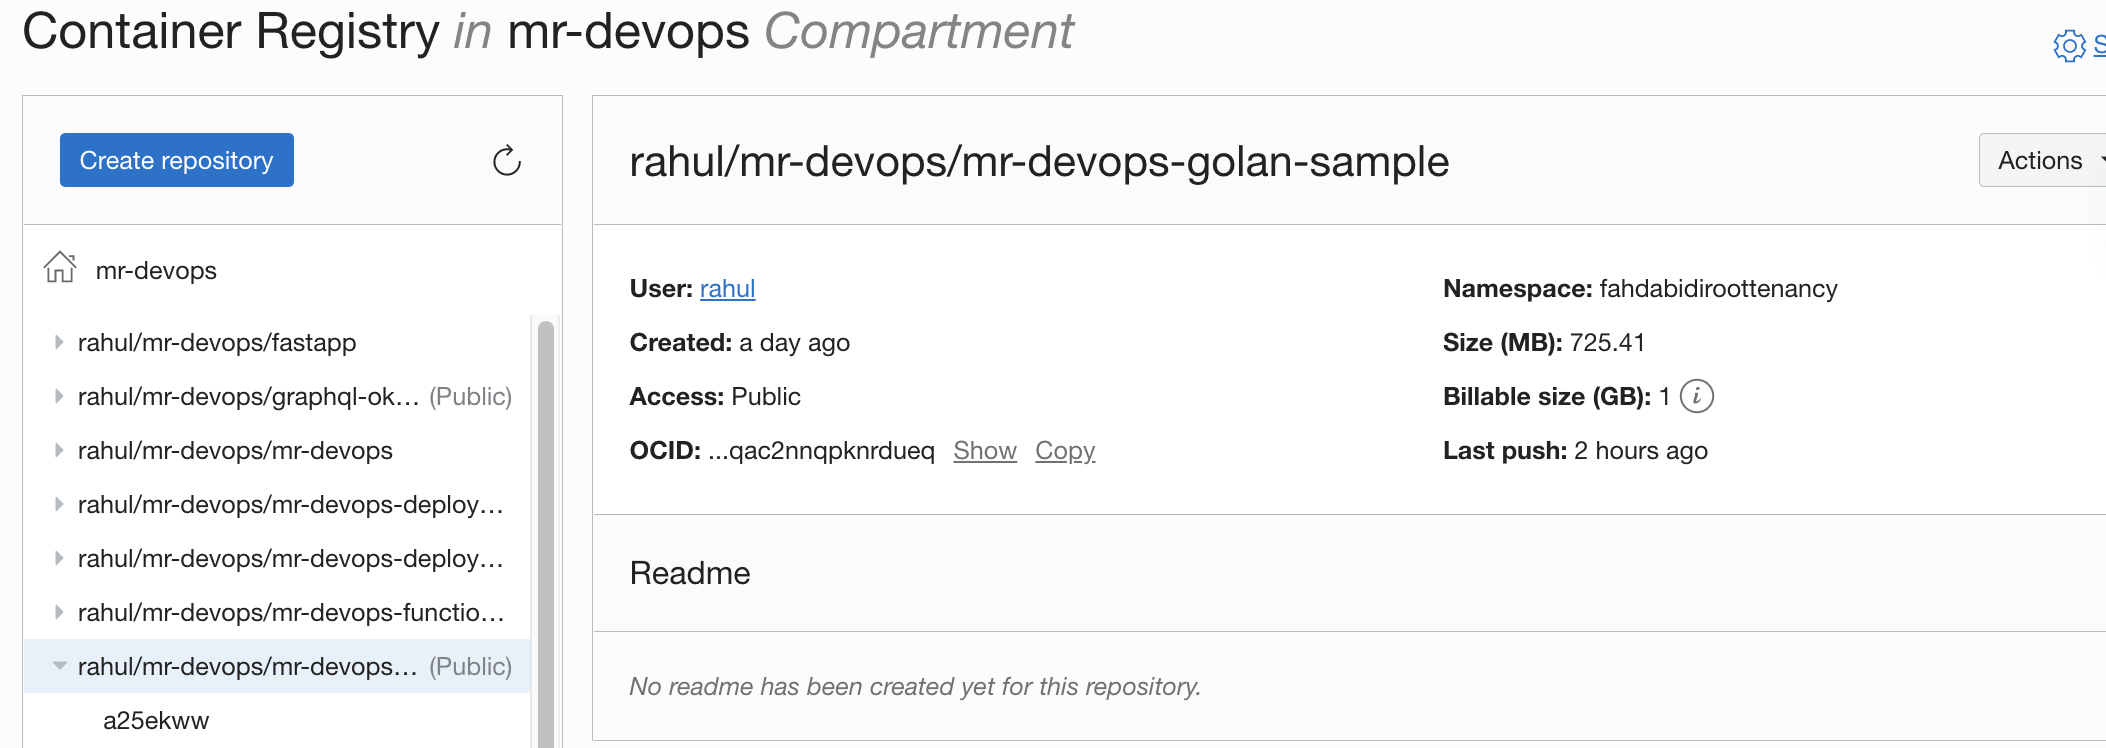 Container Registry in mr-devops Compartment
S
Create repository
mr-devops
rahul/mr-devops/fastapp
rahul/mr-devops/graphql-ok... (Public)
rahul/mr-devops/mr-devops
rahul/mr-devops/mr-devops-deploy...
rahul/mr-devops/mr-devops-deploy...
rahul/mr-devops/mr-devops-functio...
rahul/mr-devops/mr-devops... (Public)
a25ekww
rahul/mr-devops/mr-devops-golan-sample
Actions
User: rahul
Created: a day ago
Access: Public
OCID: ...qac2nnqpknrdueq Show Copy
Namespace: fahdabidiroottenancy
Size (MB): 725.41
Billable size (GB): 1 i
Last push: 2 hours ago
Readme
No readme has been created yet for this repository.